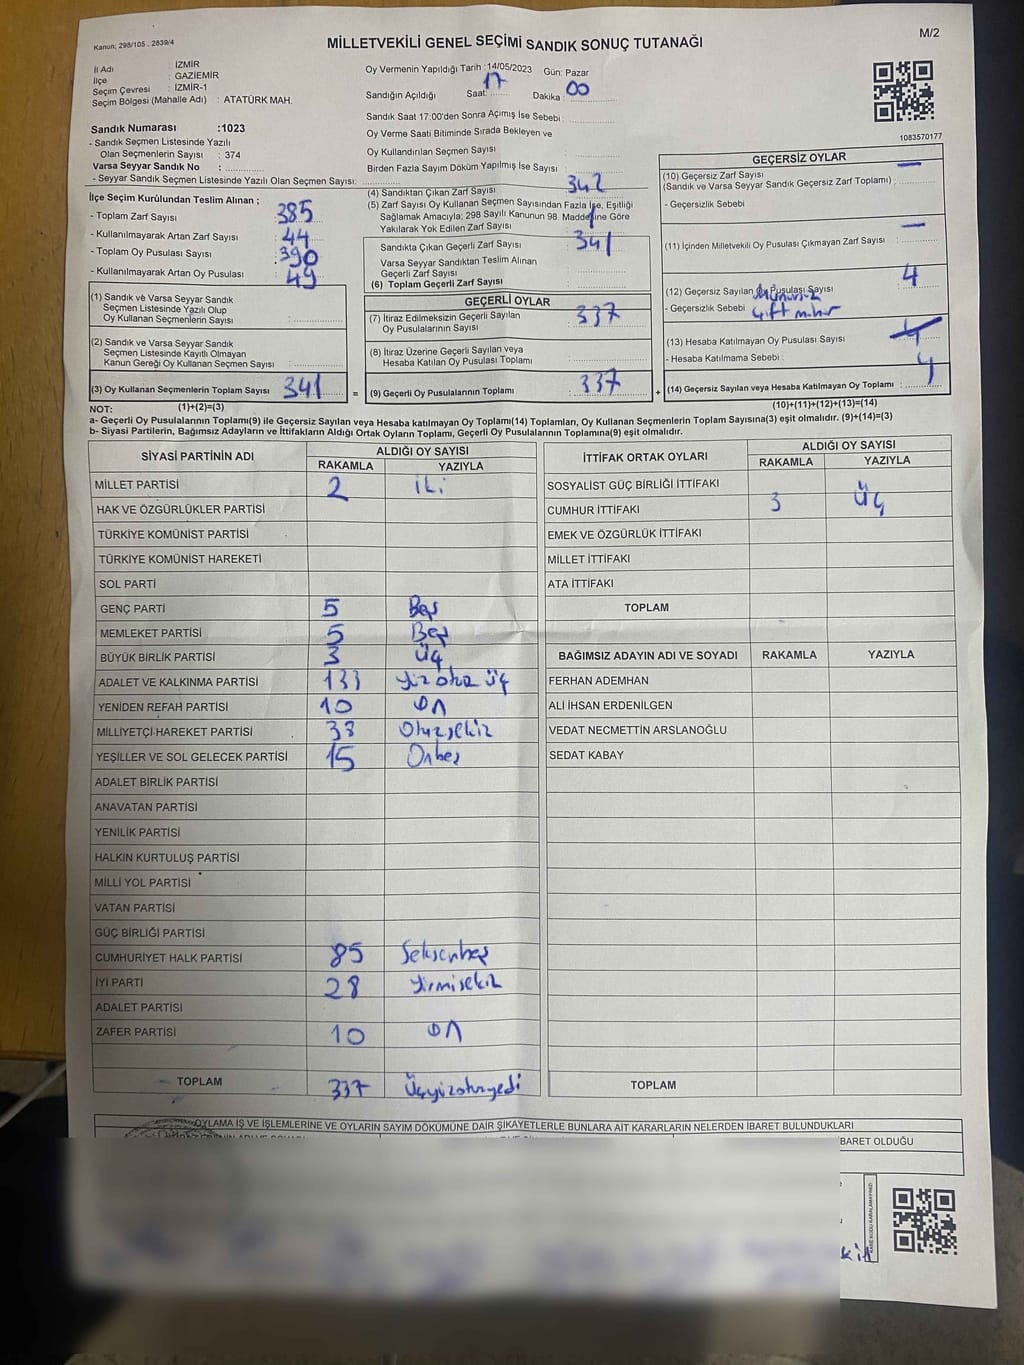 Kanun; 298/105 , 2839/4
M/2
MİLLETVEKİLİ GENEL SEÇİMİ SANDIK SONUÇ TUTANAĞI
İl Adı : İZMİR
İlçe : GAZİEMİR
Seçim Çevresi : İZMİR-1
Seçim Bölgesi (Mahalle Adı) : ATATÜRK MAH.
Oy Vermenin Yapıldığı Tarih :14/05/2023 Gün: Pazar
Sandığın Açıldığı Saat: 17 Dakika : 00
Sandık Saat 17:00'den Sonra Açımış İse Sebebi :
Oy Verme Saati Bitiminde Sırada Bekleyen ve
Oy Kullandırılan Seçmen Sayısı
Birden Fazla Sayım Döküm Yapılmış İse Sayısı
1083570177
Sandık Numarası :1023
- Sandık Seçmen Listesinde Yazılı
Olan Seçmenlerin Sayısı : 374
Varsa Seyyar Sandık No :
- Seyyar Sandık Seçmen Listesinde Yazılı Olan Seçmen Sayısı:
İlçe Seçim Kurulundan Teslim Alınan ;
- Toplam Zarf Sayısı : 385
- Kullanılmayarak Artan Zarf Sayısı : 44
- Toplam Oy Pusulası Sayısı : 390
- Kullanılmayarak Artan Oy Pusulası : 49
(1) Sandık ve Varsa Seyyar Sandık
Seçmen Listesinde Yazılı Olup
Oy Kullanan Seçmenlerin Sayısı :
(2) Sandık ve Varsa Seyyar Sandık
Seçmen Listesinde Kayıtlı Olmayan
Kanun Gereği Oy Kullanan Seçmen Sayısı :
(3) Oy Kullanan Seçmenlerin Toplam Sayısı 341
(1)+(2)=(3)
(4) Sandıktan Çıkan Zarf Sayısı 342
(5) Zarf Sayısı Oy Kullanan Seçmen Sayısından Fazla İse, Eşitliği
Sağlamak Amacıyla; 298 Sayılı Kanunun 98. Maddesine Göre
Yakılarak Yok Edilen Zarf Sayısı 1
Sandıkta Çıkan Geçerli Zarf Sayısı 341
Varsa Seyyar Sandıktan Teslim Alınan
Geçerli Zarf Sayısı
(6) Toplam Geçerli Zarf Sayısı
GEÇERLİ OYLAR
(7) İtiraz Edilmeksizin Geçerli Sayılan
Oy Pusulalarının Sayısı : 337
(8) İtiraz Üzerine Geçerli Sayılan veya
Hesaba Katılan Oy Pusulası Toplamı
= (9) Geçerli Oy Pusulalarının Toplamı : 337 +
GEÇERSİZ OYLAR
(10) Geçersiz Zarf Sayısı
(Sandık ve Varsa Seyyar Sandık Geçersiz Zarf Toplamı) : —
- Geçersizlik Sebebi
(11) İçinden Milletvekili Oy Pusulası Çıkmayan Zarf Sayısı : —
(12) Geçersiz Sayılan Oy Pusulası Sayısı 4
- Geçersizlik Sebebi Mühürsüz
Çift mühür
(13) Hesaba Katılmayan Oy Pusulası Sayısı :
- Hesaba Katılmama Sebebi :
(14) Geçersiz Sayılan veya Hesaba Katılmayan Oy Toplamı : 4
(10)+(11)+(12)+(13)=(14)
NOT:
a- Geçerli Oy Pusulalarının Toplamı(9) ile Geçersiz Sayılan veya Hesaba katılmayan Oy Toplamı(14) Toplamları, Oy Kullanan Seçmenlerin Toplam Sayısına(3) eşit olmalıdır. (9)+(14)=(3)
b- Siyasi Partilerin, Bağımsız Adayların ve İttifakların Aldığı Ortak Oyların Toplamı, Geçerli Oy Pusulalarının Toplamına(9) eşit olmalıdır.
SİYASİ PARTİNİN ADI ALDIĞI OY SAYISI
RAKAMLA YAZIYLA
MİLLET PARTİSİ 2 iki
HAK VE ÖZGÜRLÜKLER PARTİSİ
TÜRKİYE KOMÜNİST PARTİSİ
TÜRKİYE KOMÜNİST HAREKETİ
SOL PARTİ
GENÇ PARTİ 5 Beş
MEMLEKET PARTİSİ 5 Beş
BÜYÜK BİRLİK PARTİSİ 3 üç
ADALET VE KALKINMA PARTİSİ 133 yüzotuz üç
YENİDEN REFAH PARTİSİ 10 on
MİLLİYETÇİ HAREKET PARTİSİ 38 Otuzsekiz
YEŞİLLER VE SOL GELECEK PARTİSİ 15 Onbeş
ADALET BİRLİK PARTİSİ
ANAVATAN PARTİSİ
YENİLİK PARTİSİ
HALKIN KURTULUŞ PARTİSİ
MİLLİ YOL PARTİSİ
VATAN PARTİSİ
GÜÇ BİRLİĞİ PARTİSİ
CUMHURİYET HALK PARTİSİ 85 Seksenbeş
İYİ PARTİ 28 yirmisekiz
ADALET PARTİSİ
ZAFER PARTİSİ 10 on
TOPLAM 337 Üçyüzotuzyedi
İTTİFAK ORTAK OYLARI ALDIĞI OY SAYISI
RAKAMLA YAZIYLA
SOSYALİST GÜÇ BİRLİĞİ İTTİFAKI
CUMHUR İTTİFAKI 3 Üç
EMEK VE ÖZGÜRLÜK İTTİFAKI
MİLLET İTTİFAKI
ATA İTTİFAKI
TOPLAM
BAĞIMSIZ ADAYIN ADI VE SOYADI RAKAMLA YAZIYLA
FERHAN ADEMHAN
ALİ İHSAN ERDENİLGEN
VEDAT NECMETTİN ARSLANOĞLU
SEDAT KABAY
TOPLAM
OYLAMA İŞ VE İŞLEMLERİNE VE OYLARIN SAYIM DÖKÜMÜNE DAİR ŞİKAYETLERLE BUNLARA AİT KARARLARIN NELERDEN İBARET BULUNDUKLARI
İBARET OLDUĞU